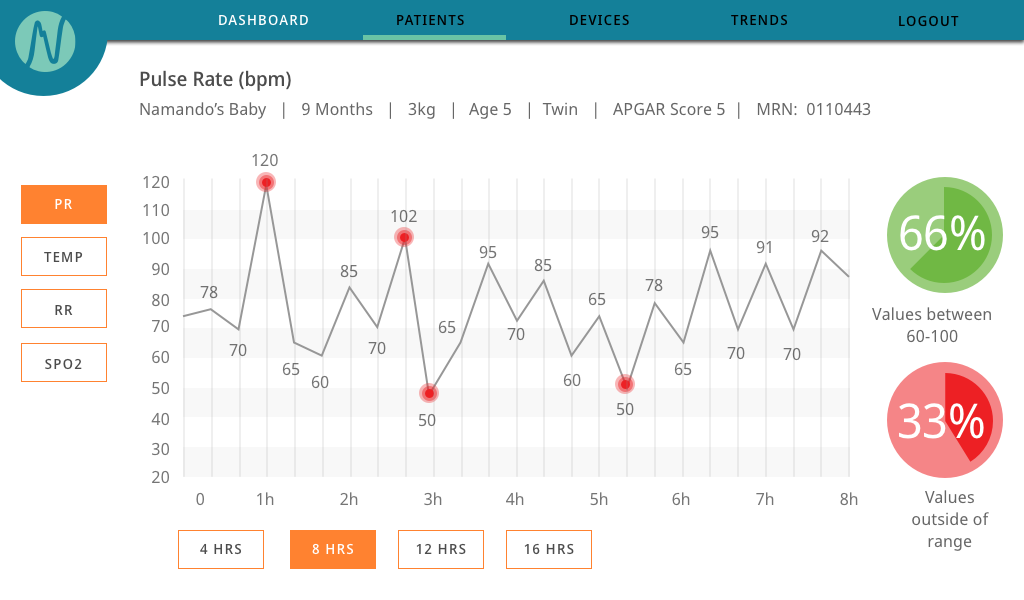 N
DASHBOARD PATIENTS DEVICES TRENDS LOGOUT
Pulse Rate (bpm)
Namando’s Baby | 9 Months | 3kg | Age 5 | Twin | APGAR Score 5 | MRN: 0110443
PR
TEMP
RR
SPO2
120
110
100
90
80
70
60
50
40
30
20
78
70
120
65
60
85
70
102
50
65
95
70
85
60
65
50
78
65
95
70
91
70
92
0 1h 2h 3h 4h 5h 6h 7h 8h
4 HRS 8 HRS 12 HRS 16 HRS
66%
Values between
60-100
33%
Values
outside of
range